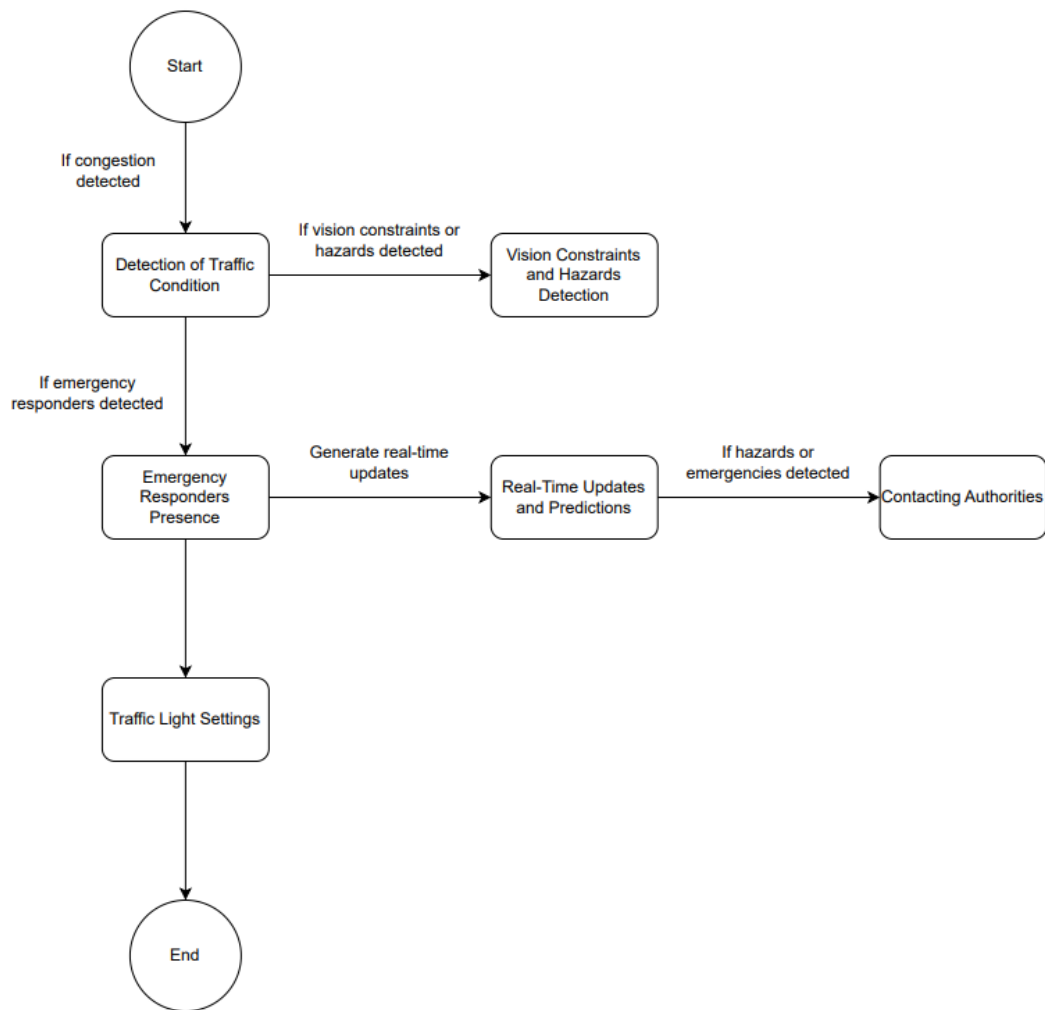 Start
If congestion
detected
Detection of Traffic
Condition
If vision constraints or
hazards detected
Vision Constraints
and Hazards
Detection
If emergency
responders detected
Emergency
Responders
Presence
Generate real-time
updates
Real-Time Updates
and Predictions
If hazards or
emergencies detected
Contacting Authorities
Traffic Light Settings
End